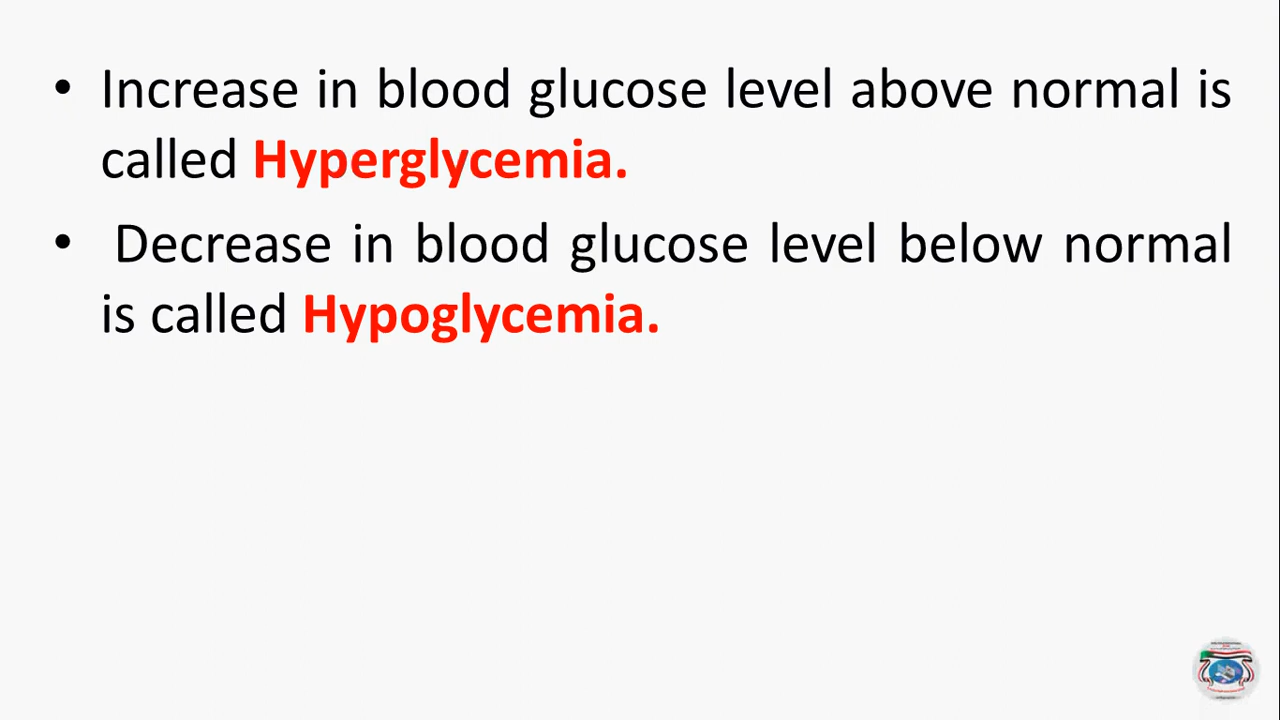 • Increase in blood glucose level above normal is
called Hyperglycemia.
• Decrease in blood glucose level below normal
is called Hypoglycemia.